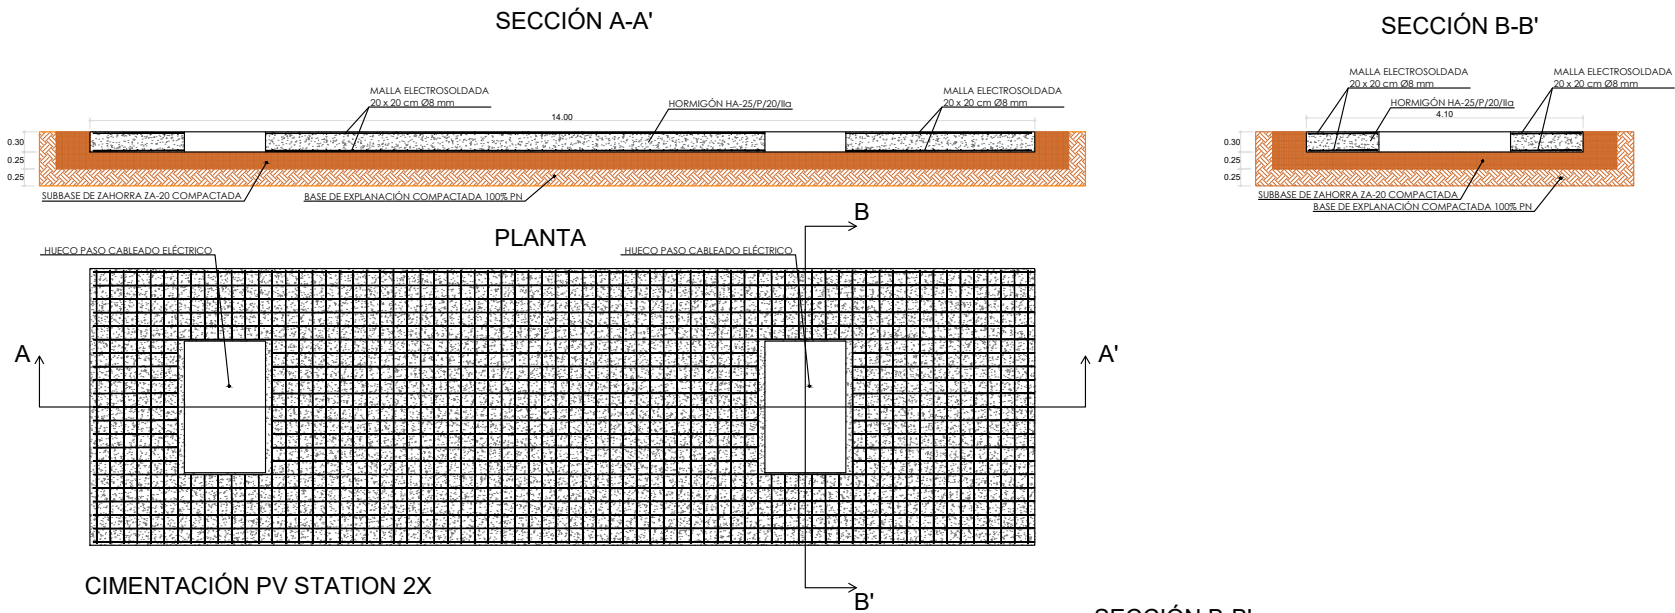 SECCIÓN A-A'
SECCIÓN B-B'
MALLA ELECTROSOLDADA
20 x 20 cm Ø8 mm
HORMIGÓN HA-25/P/20/IIa
MALLA ELECTROSOLDADA
20 x 20 cm Ø8 mm
14.00
0.30
0.25
0.25
SUBBASE DE ZAHORRA ZA-20 COMPACTADA
BASE DE EXPLANACIÓN COMPACTADA 100% PN
MALLA ELECTROSOLDADA
20 x 20 cm Ø8 mm
MALLA ELECTROSOLDADA
20 x 20 cm Ø8 mm
HORMIGÓN HA-25/P/20/IIa
4.10
0.30
0.25
0.25
SUBBASE DE ZAHORRA ZA-20 COMPACTADA
BASE DE EXPLANACIÓN COMPACTADA 100% PN
B
PLANTA
HUECO PASO CABLEADO ELÉCTRICO
HUECO PASO CABLEADO ELÉCTRICO
A
A'
CIMENTACIÓN PV STATION 2X
B'
SECCIÓN B-B'